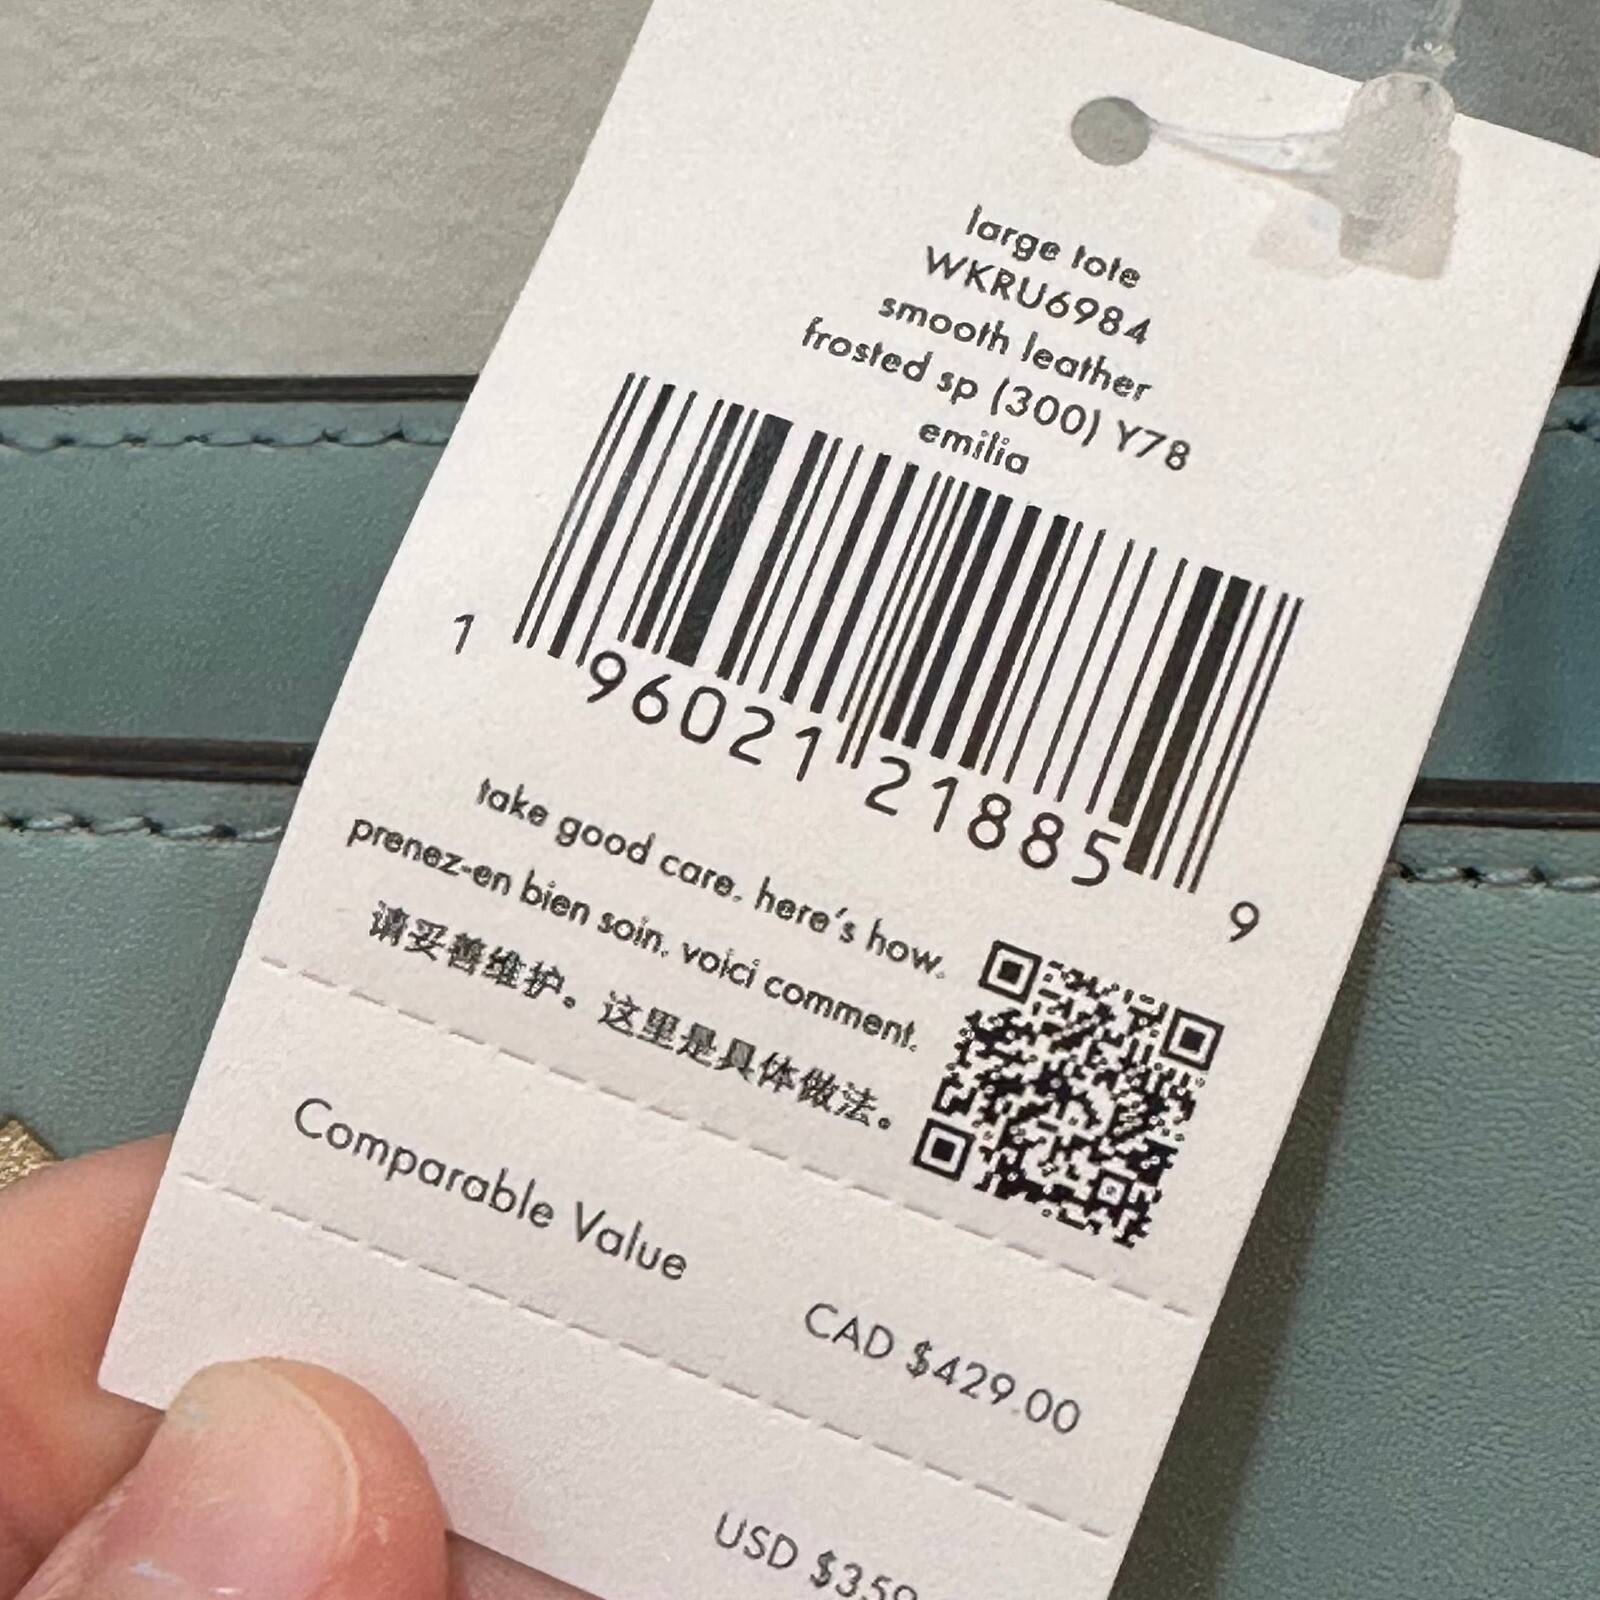 large tote
WKRU6984
smooth leather
frosted sp (300) Y78
emilia
1 96021 21885 9
take good care. here's how.
prenez-en bien soin. voici comment.
请妥善维护。这里是具体做法。
Comparable Value
CAD $429.00
USD $359